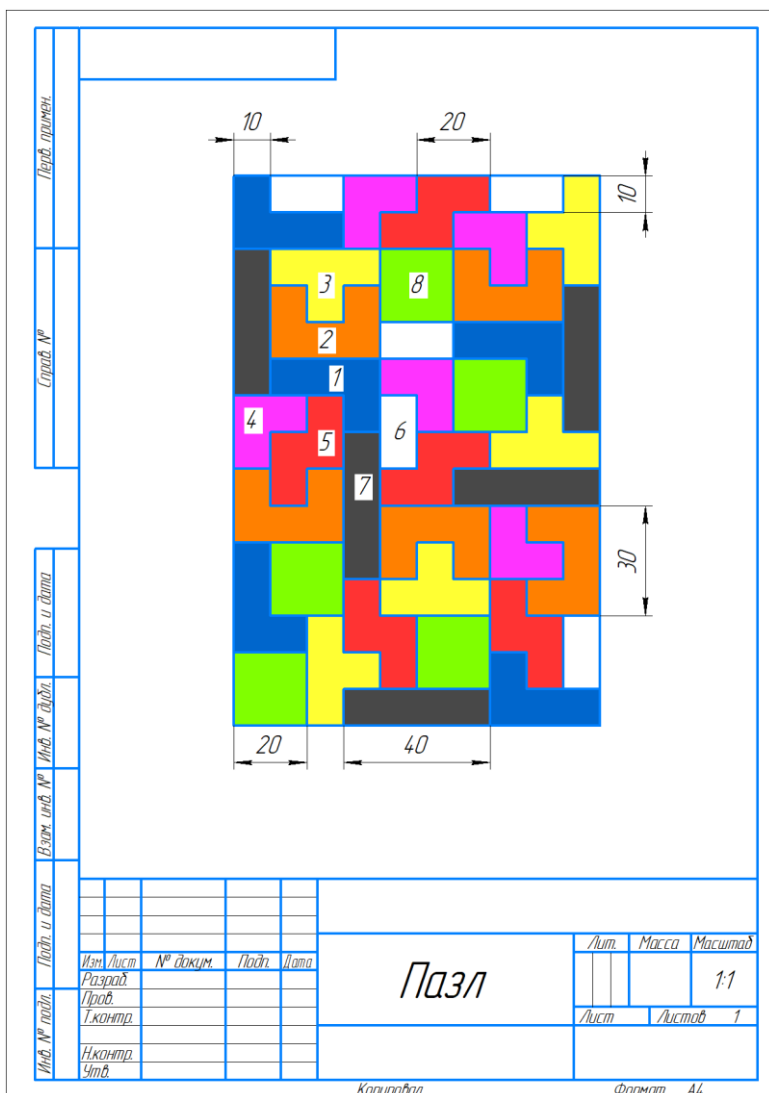 Перв. примен.
Справ. №
Подп. и дата
Инв. № дубл.
Взам. инв. №
Подп. и дата
Инв. № подл.
10
20
10
3
8
2
1
4
5
6
7
30
20
40
Изм. Лист № докум. Подп. Дата
Разраб.
Пров.
Т.контр.
Н.контр.
Утв.
Пазл
Лит. Масса Масштаб
1:1
Лист Листов 1
Копировал Формат А4